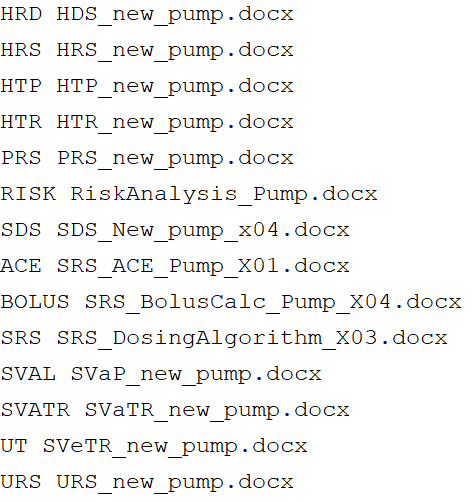 HRD HDS_new_pump.docx
HRS HRS_new_pump.docx
HTP HTP_new_pump.docx
HTR HTR_new_pump.docx
PRS PRS_new_pump.docx
RISK RiskAnalysis_Pump.docx
SDS SDS_New_pump_x04.docx
ACE SRS_ACE_Pump_X01.docx
BOLUS SRS_BolusCalc_Pump_X04.docx
SRS SRS_DosingAlgorithm_X03.docx
SVAL SVaP_new_pump.docx
SVATR SVaTR_new_pump.docx
UT SVeTR_new_pump.docx
URS URS_new_pump.docx